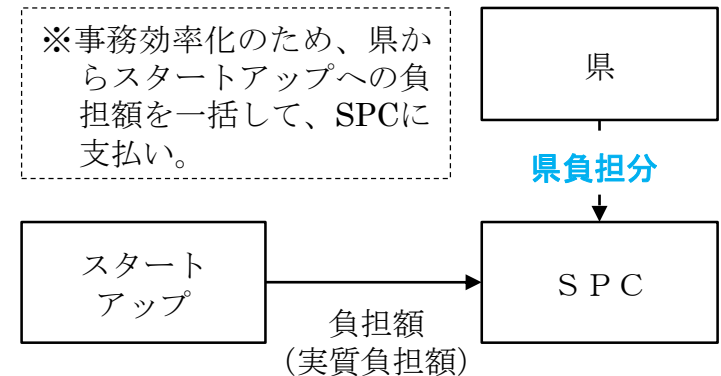 ※事務効率化のため、県か
らスタートアップへの負
担額を一括して、SPCに
支払い。
県
県負担分
スタート
アップ
ＳＰＣ
負担額
（実質負担額）